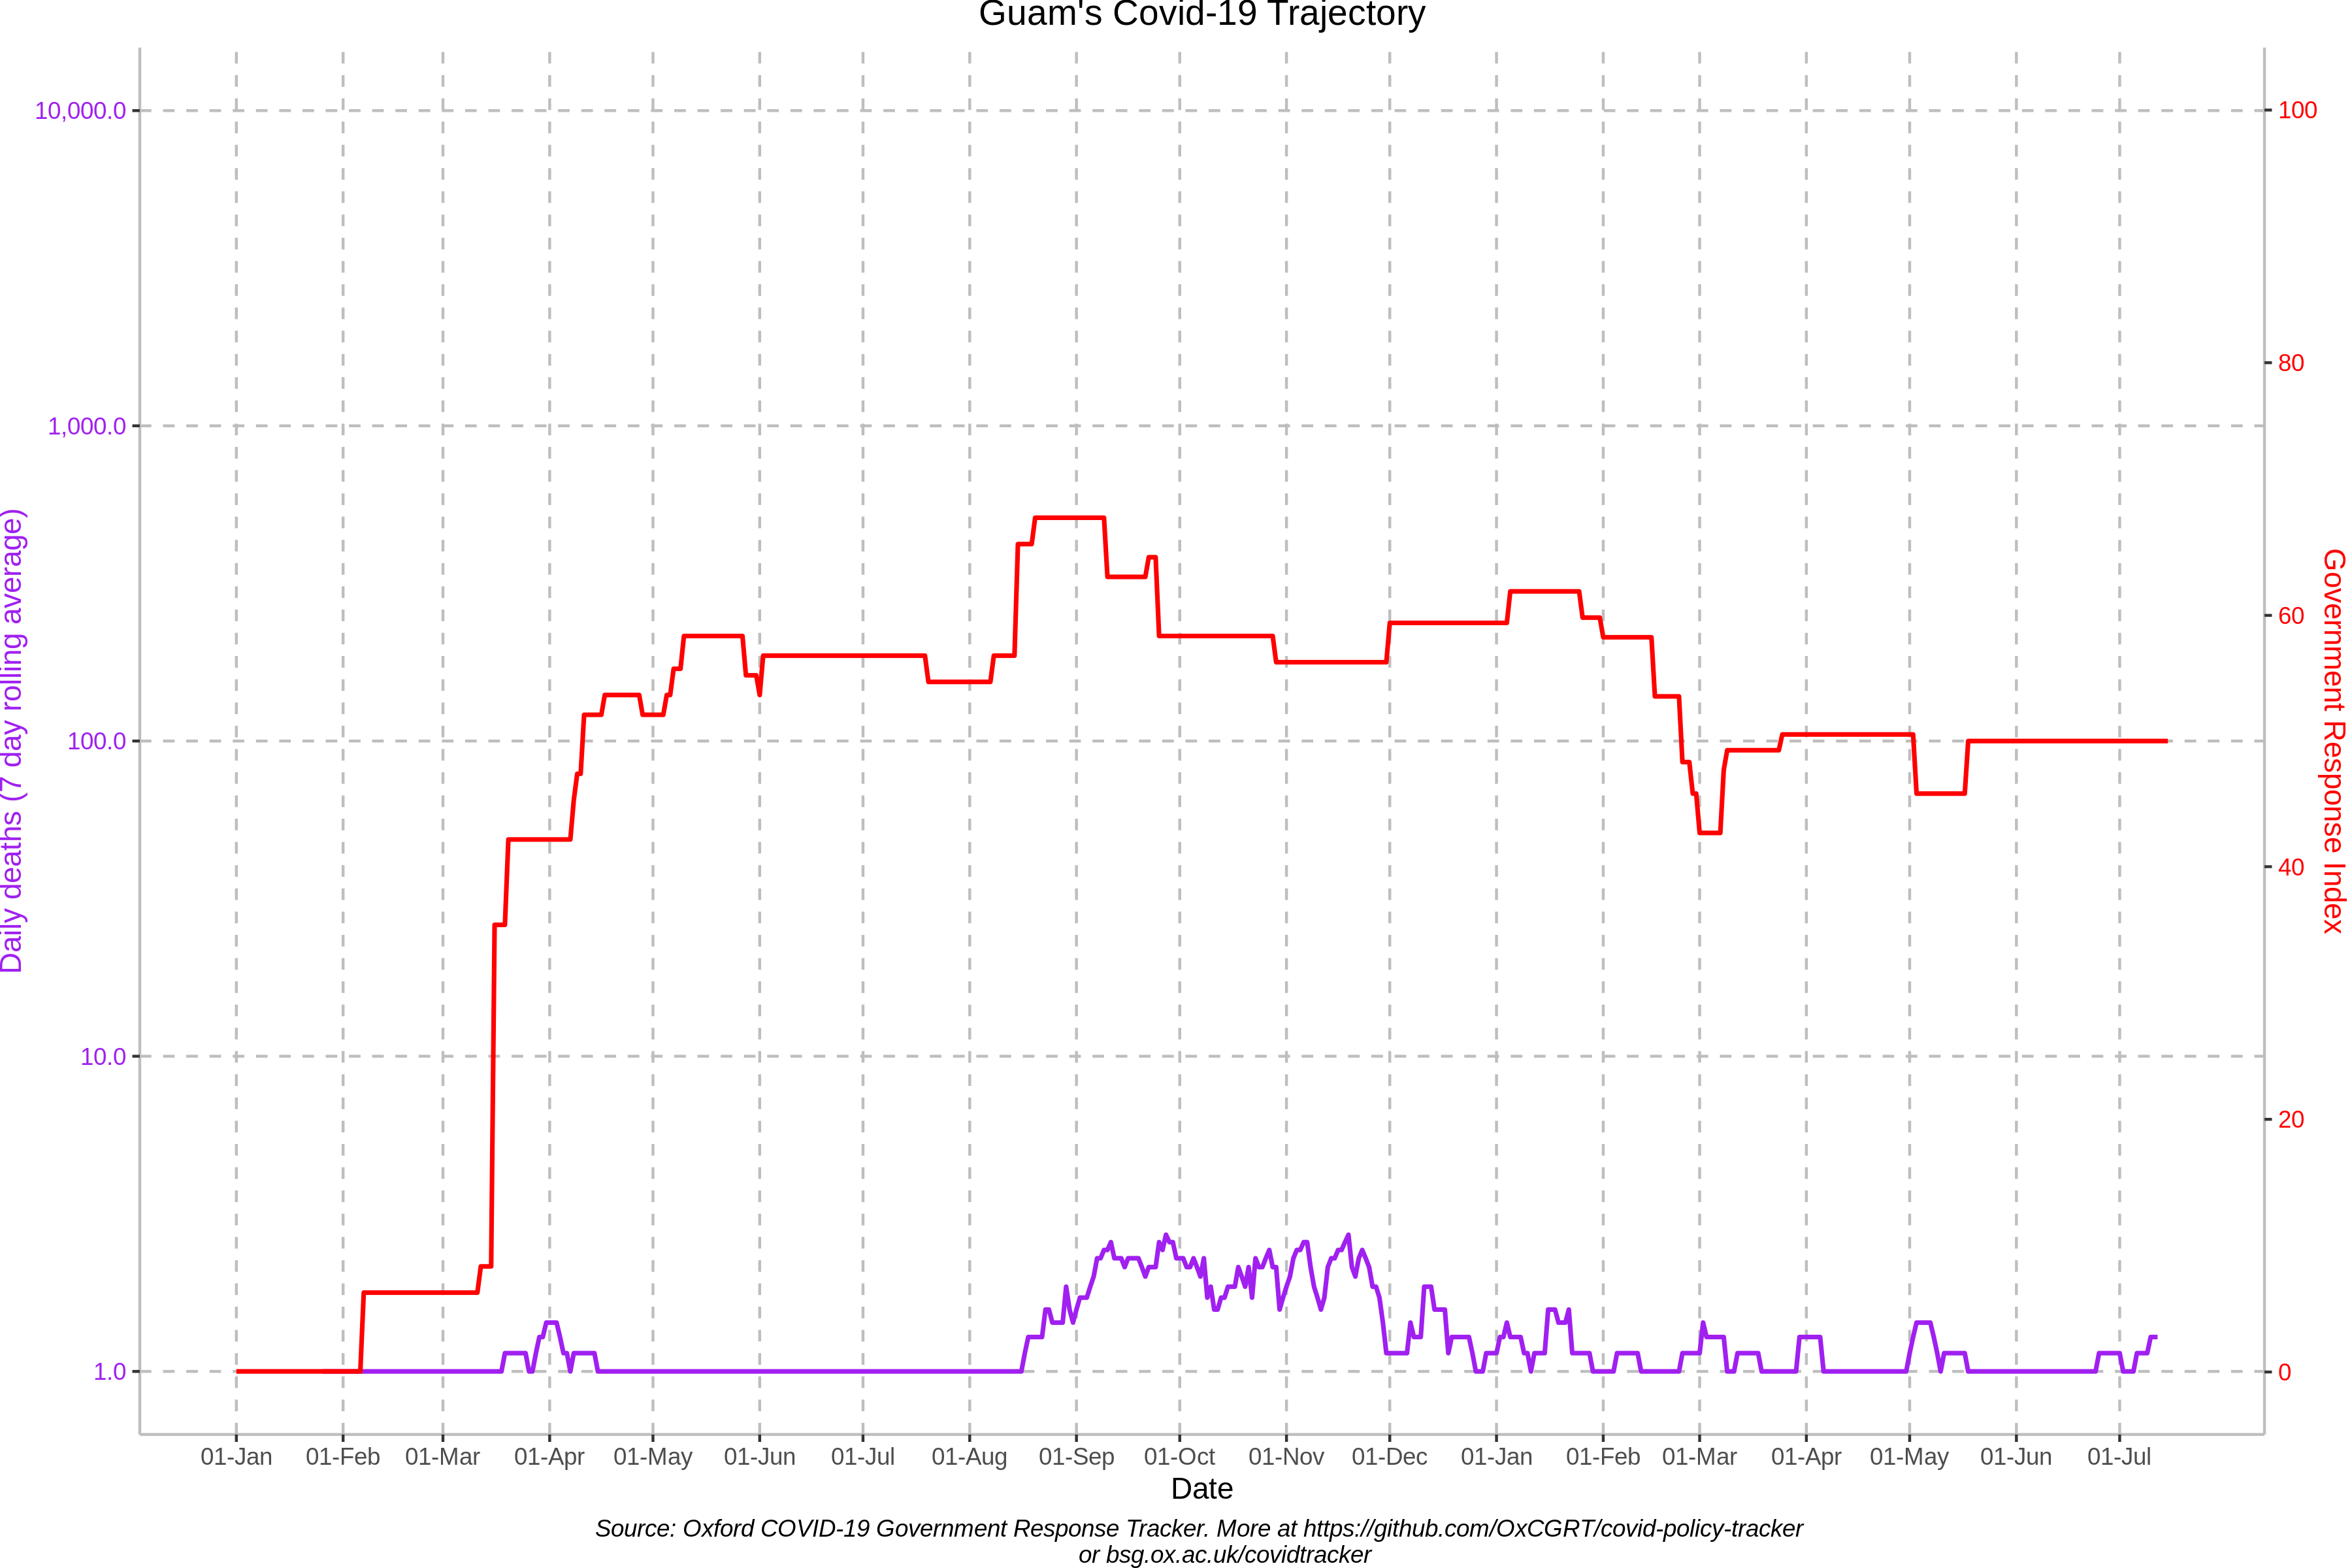 Guam's Covid-19 Trajectory
10,000.0
1,000.0
100.0
10.0
1.0
Daily deaths (7 day rolling average)
100
80
60
40
20
0
Government Response Index
01-Jan 01-Feb 01-Mar 01-Apr 01-May 01-Jun 01-Jul 01-Aug 01-Sep 01-Oct 01-Nov 01-Dec 01-Jan 01-Feb 01-Mar 01-Apr 01-May 01-Jun 01-Jul
Date
Source: Oxford COVID-19 Government Response Tracker. More at https://github.com/OxCGRT/covid-policy-tracker
or bsg.ox.ac.uk/covidtracker